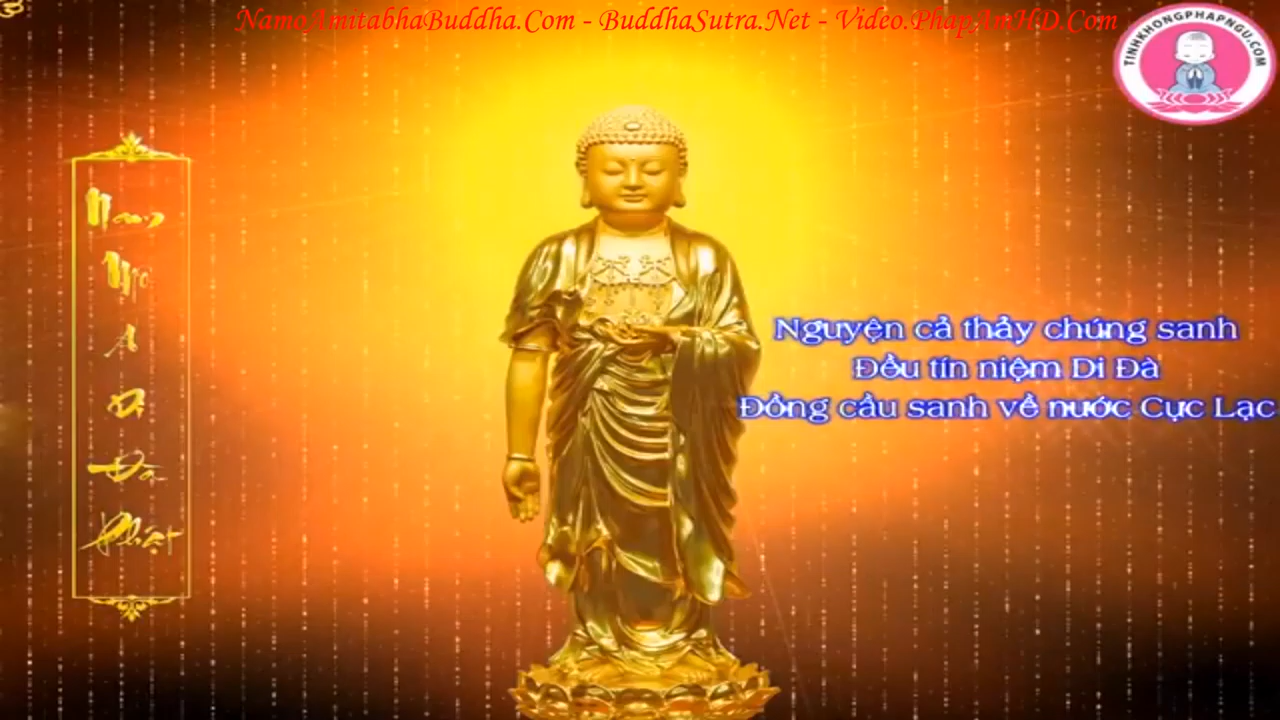 NamoAmitabhaBuddha.Com - BuddhaSutra.Net - Video.PhapAmHD.Com
TINHKHONGPHAPNGU.COM
Nam
Mô
A
Di
Đà
Phật
Nguyện cả thảy chúng sanh
Đều tín niệm Di Đà
Đồng cầu sanh về nước Cực Lạc